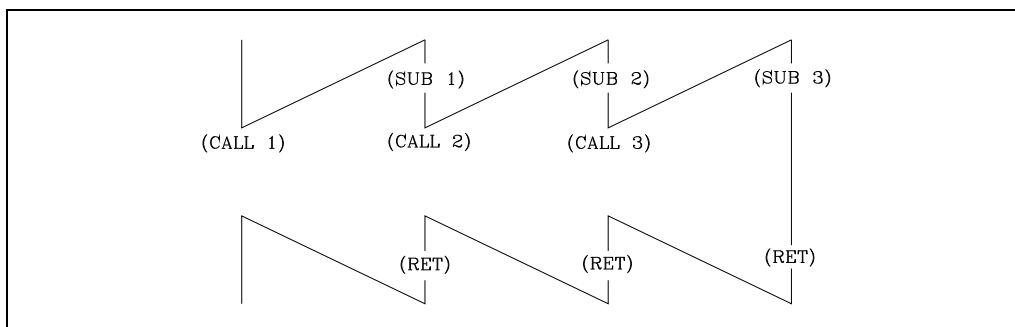 (SUB 1) (SUB 2) (SUB 3)
(CALL 1) (CALL 2) (CALL 3)
(RET) (RET) (RET)